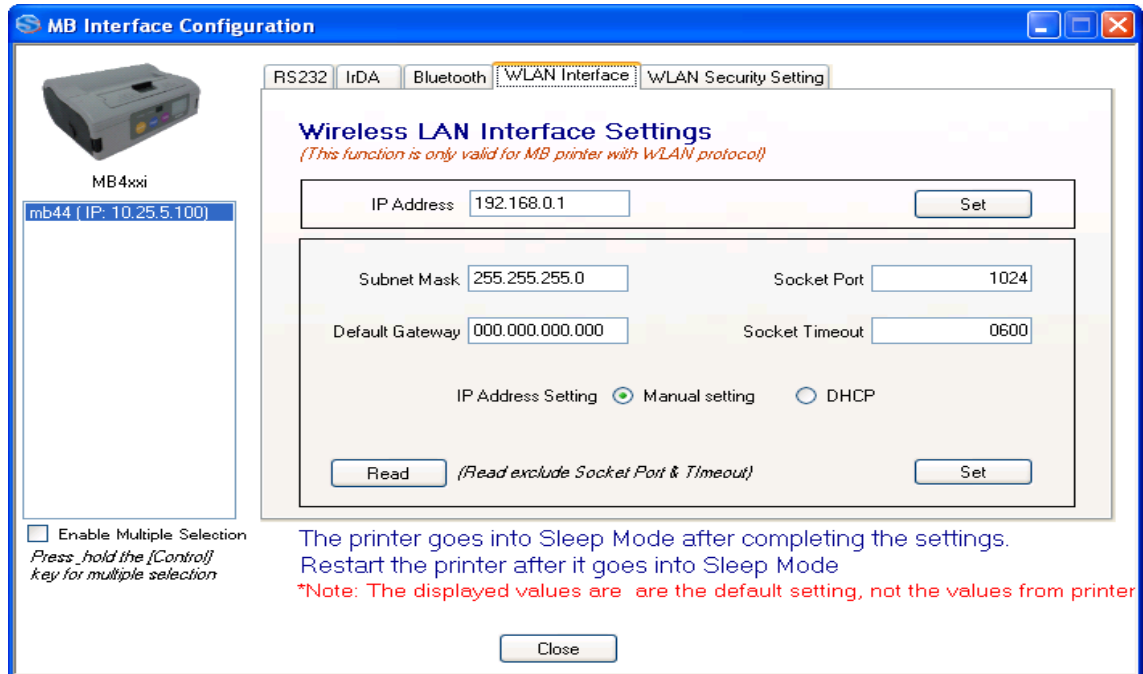 MB Interface Configuration
RS232 IrDA Bluetooth WLAN Interface WLAN Security Setting
MB4xxi
mb44 ( IP: 10.25.5.100)
Enable Multiple Selection
Press_hold the [Control]
key for multiple selection
Wireless LAN Interface Settings
(This function is only valid for MB printer with WLAN protocol)
IP Address 192.168.0.1 Set
Subnet Mask 255.255.255.0 Socket Port 1024
Default Gateway 000.000.000.000 Socket Timeout 0600
IP Address Setting Manual setting DHCP
Read (Read exclude Socket Port & TImeout) Set
The printer goes into Sleep Mode after completing the settings.
Restart the printer after it goes into Sleep Mode
*Note: The displayed values are are the default setting, not the values from printer
Close